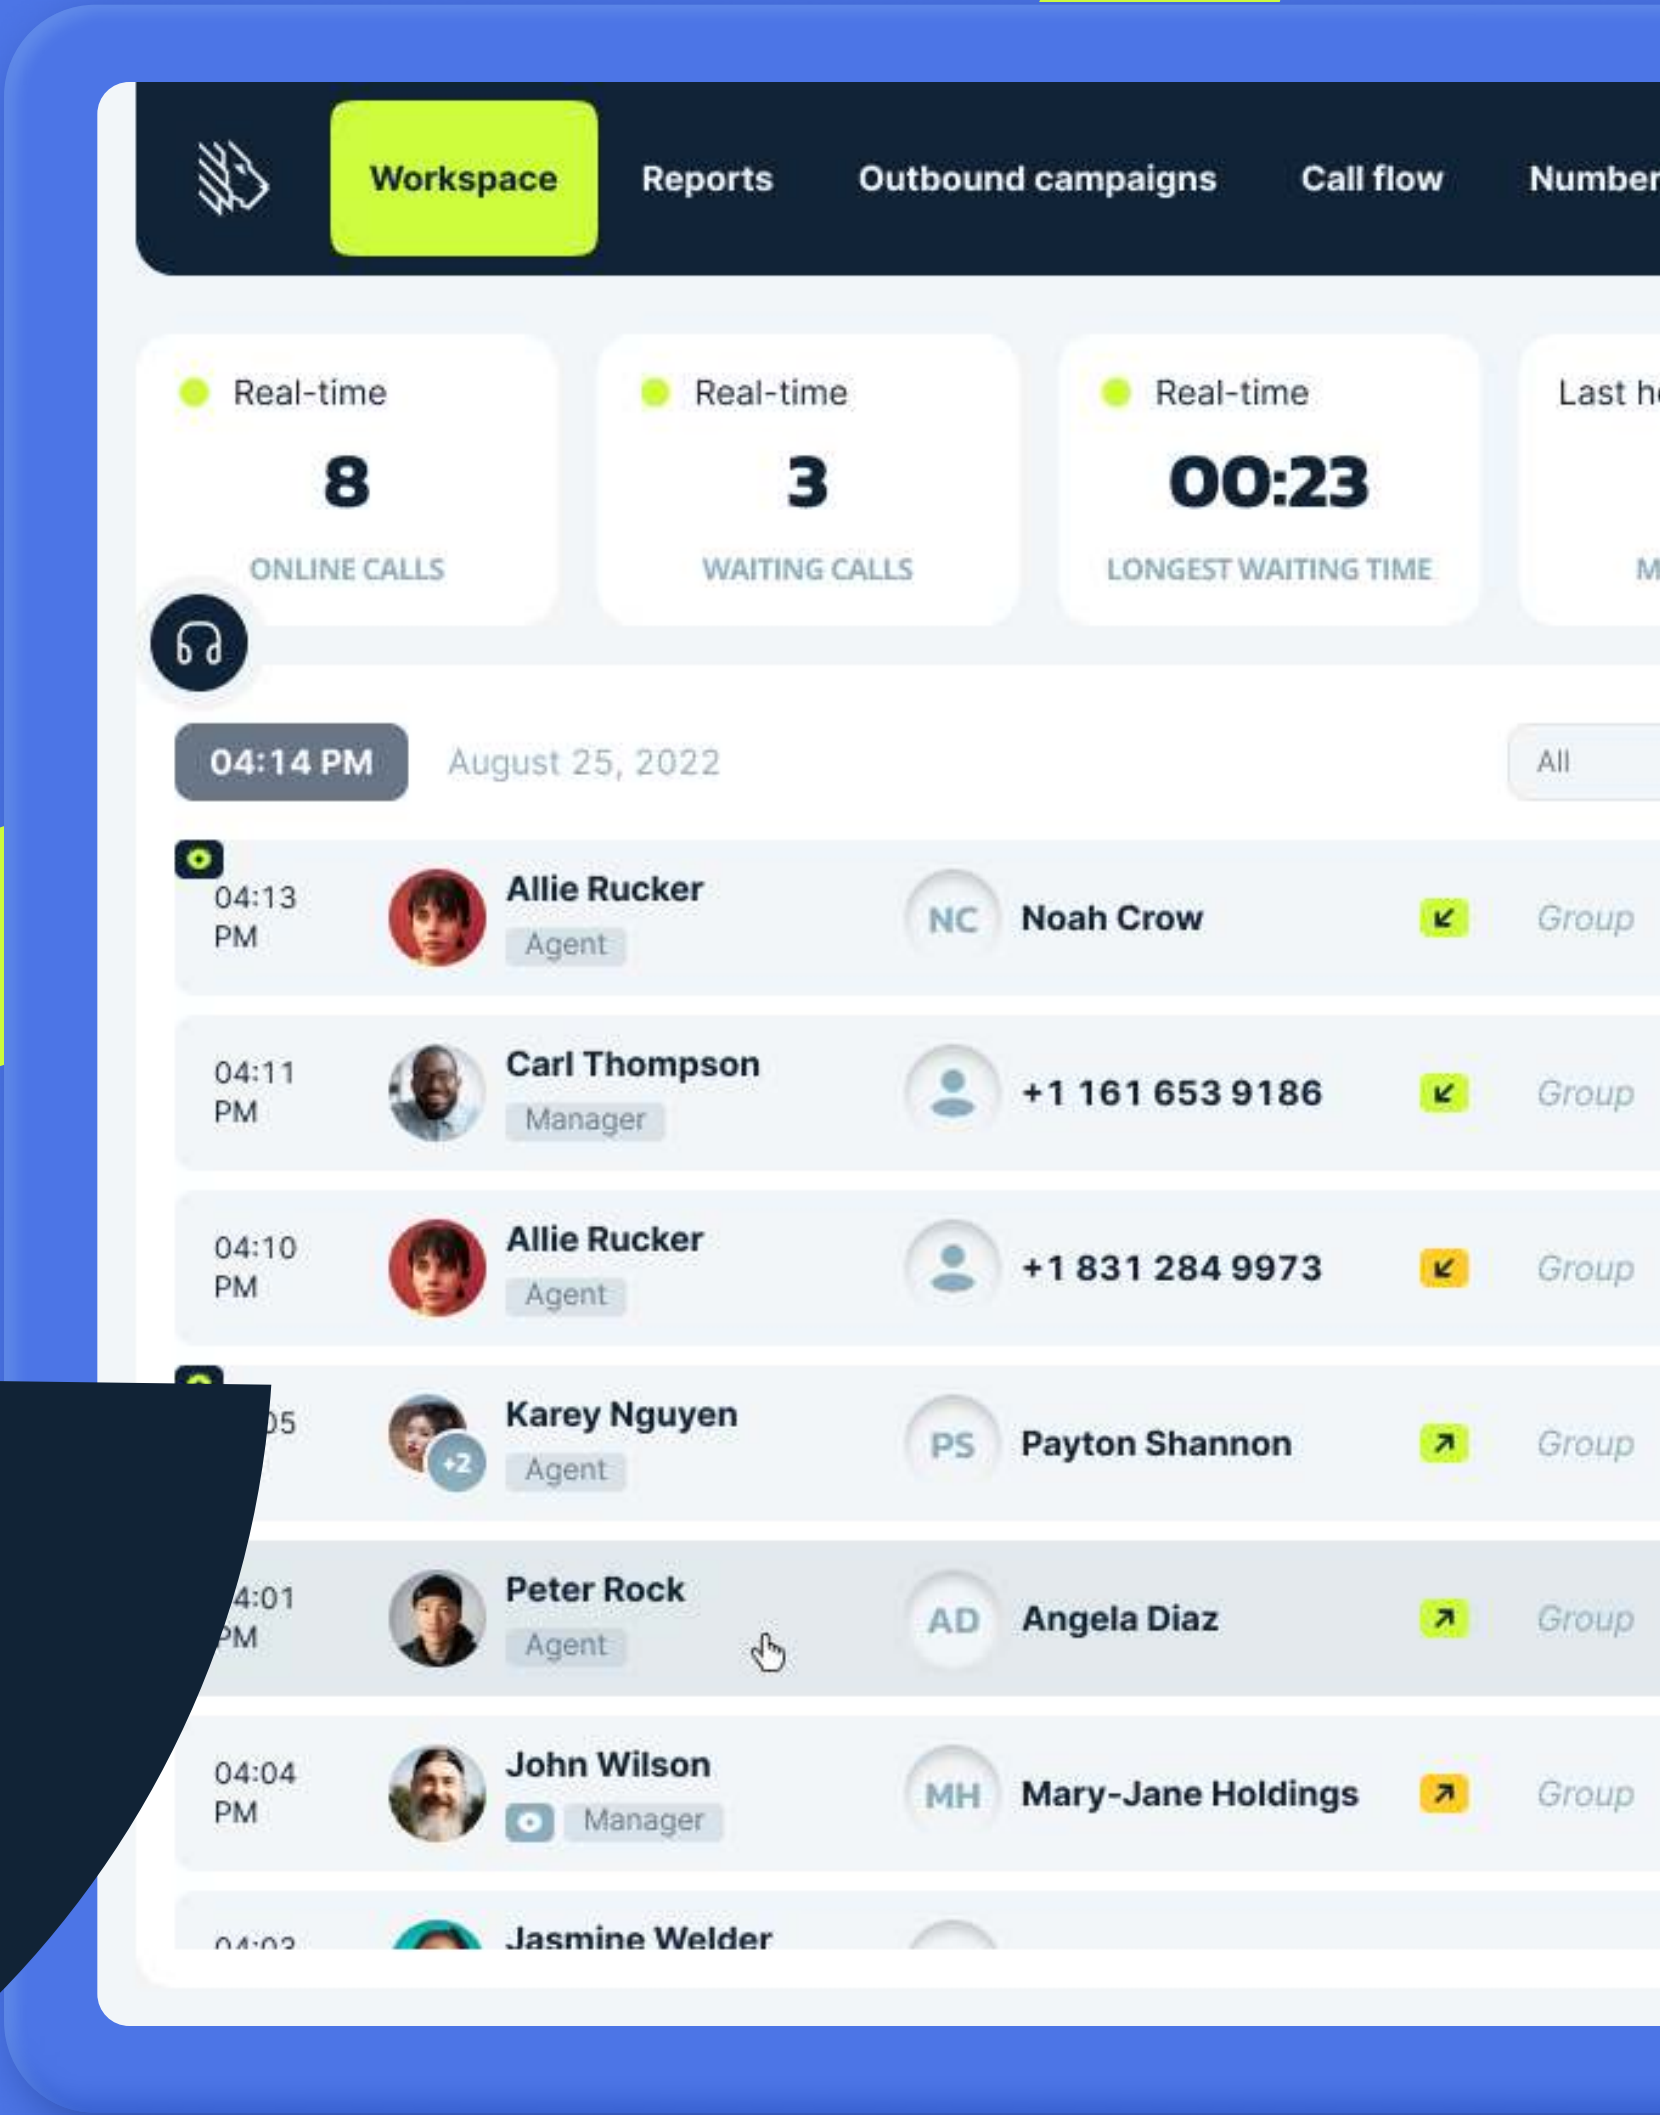 Workspace
Reports
Outbound campaigns
Call flow
Real-time
8
ONLINE CALLS
Real-time
3
WAITING CALLS
Real-time
00:23
LONGEST WAITING TIME
Last
04:14 PM
August 25, 2022
All
04:13
PM
Allie Rucker
Agent
NC
Noah Crow
Group
04:11
PM
Carl Thompson
Manager
+1 161 653 9186
Group
04:10
PM
Allie Rucker
Agent
+1 831 284 9973
Group
Karey Nguyen
+2
Agent
PS
Payton Shannon
Group
PM
Peter Rock
Agent
AD
Angela Diaz
Group
04:04
PM
John Wilson
Manager
MH
Mary-Jane Holdings
Group
Jasmine Welder